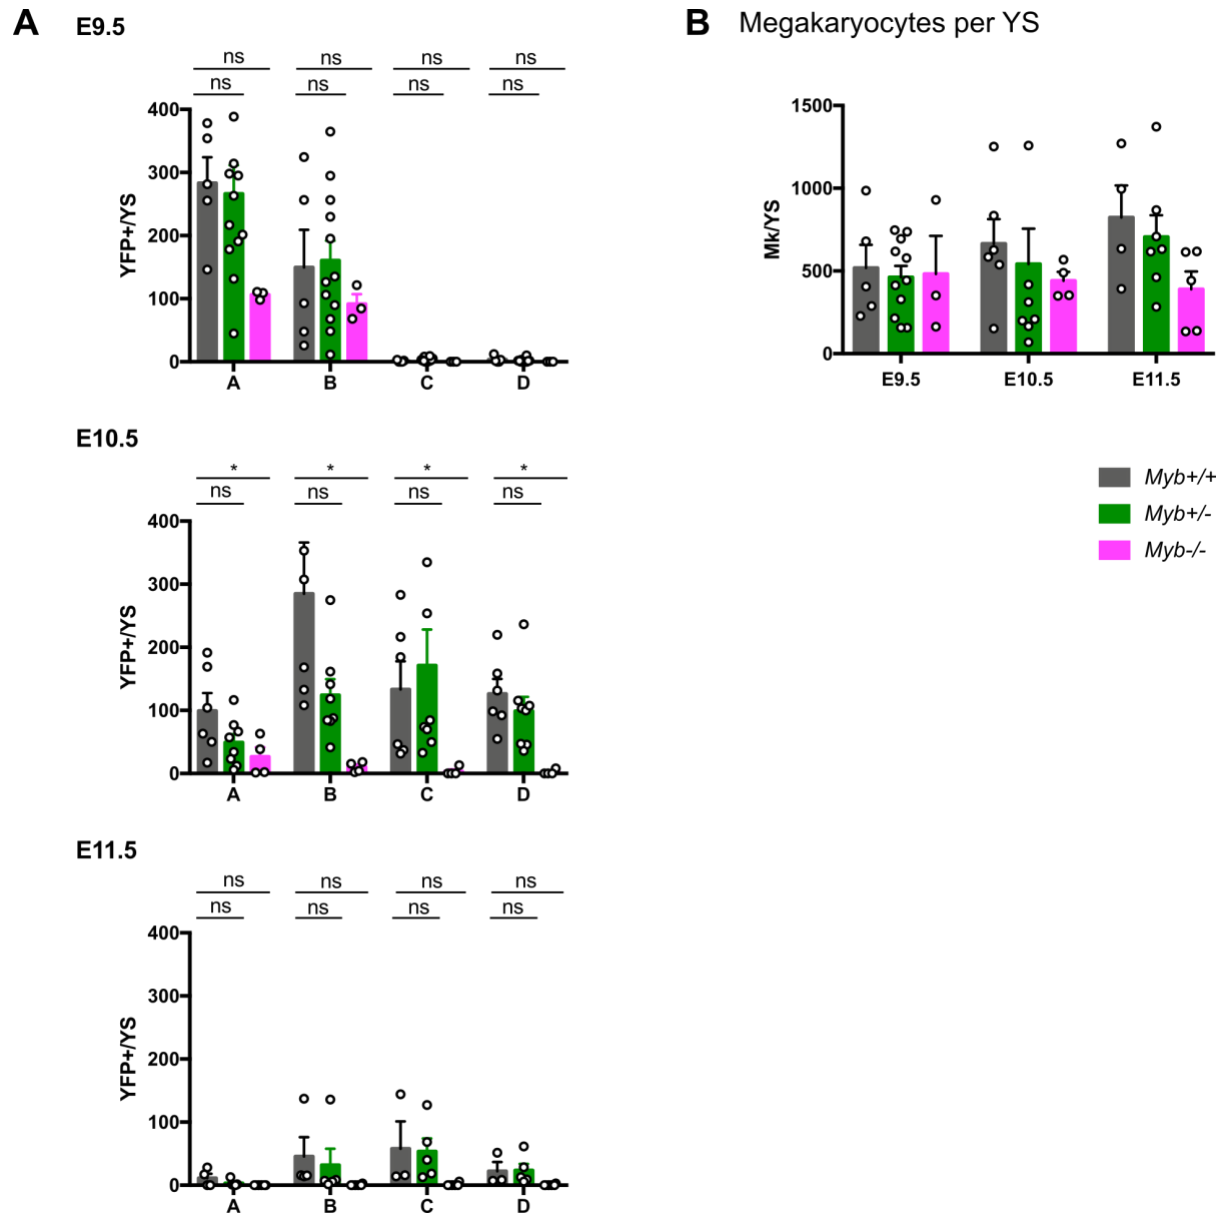 A E9.5
ns ns ns ns
ns ns ns ns
400
300
200
100
0
YFP+/YS
A B C D
E10.5
* * * *
ns ns ns ns
400
300
200
100
0
YFP+/YS
A B C D
E11.5
ns ns ns ns
ns ns ns ns
400
300
200
100
0
YFP+/YS
A B C D
B Megakaryocytes per YS
1500
1000
500
0
Mk/YS
E9.5 E10.5 E11.5
Myb+/+
Myb+/-
Myb-/-